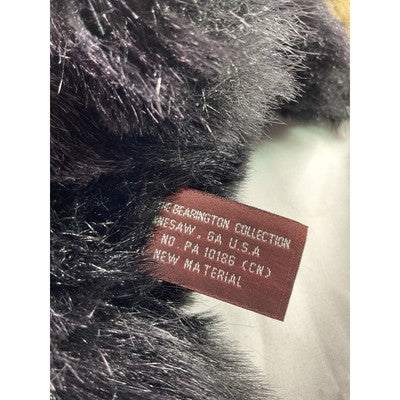 HE BEARINGTON COLLECTION
NESAW, GA U.S.A
NO. PA 10186 (CN)
NEW MATERIAL